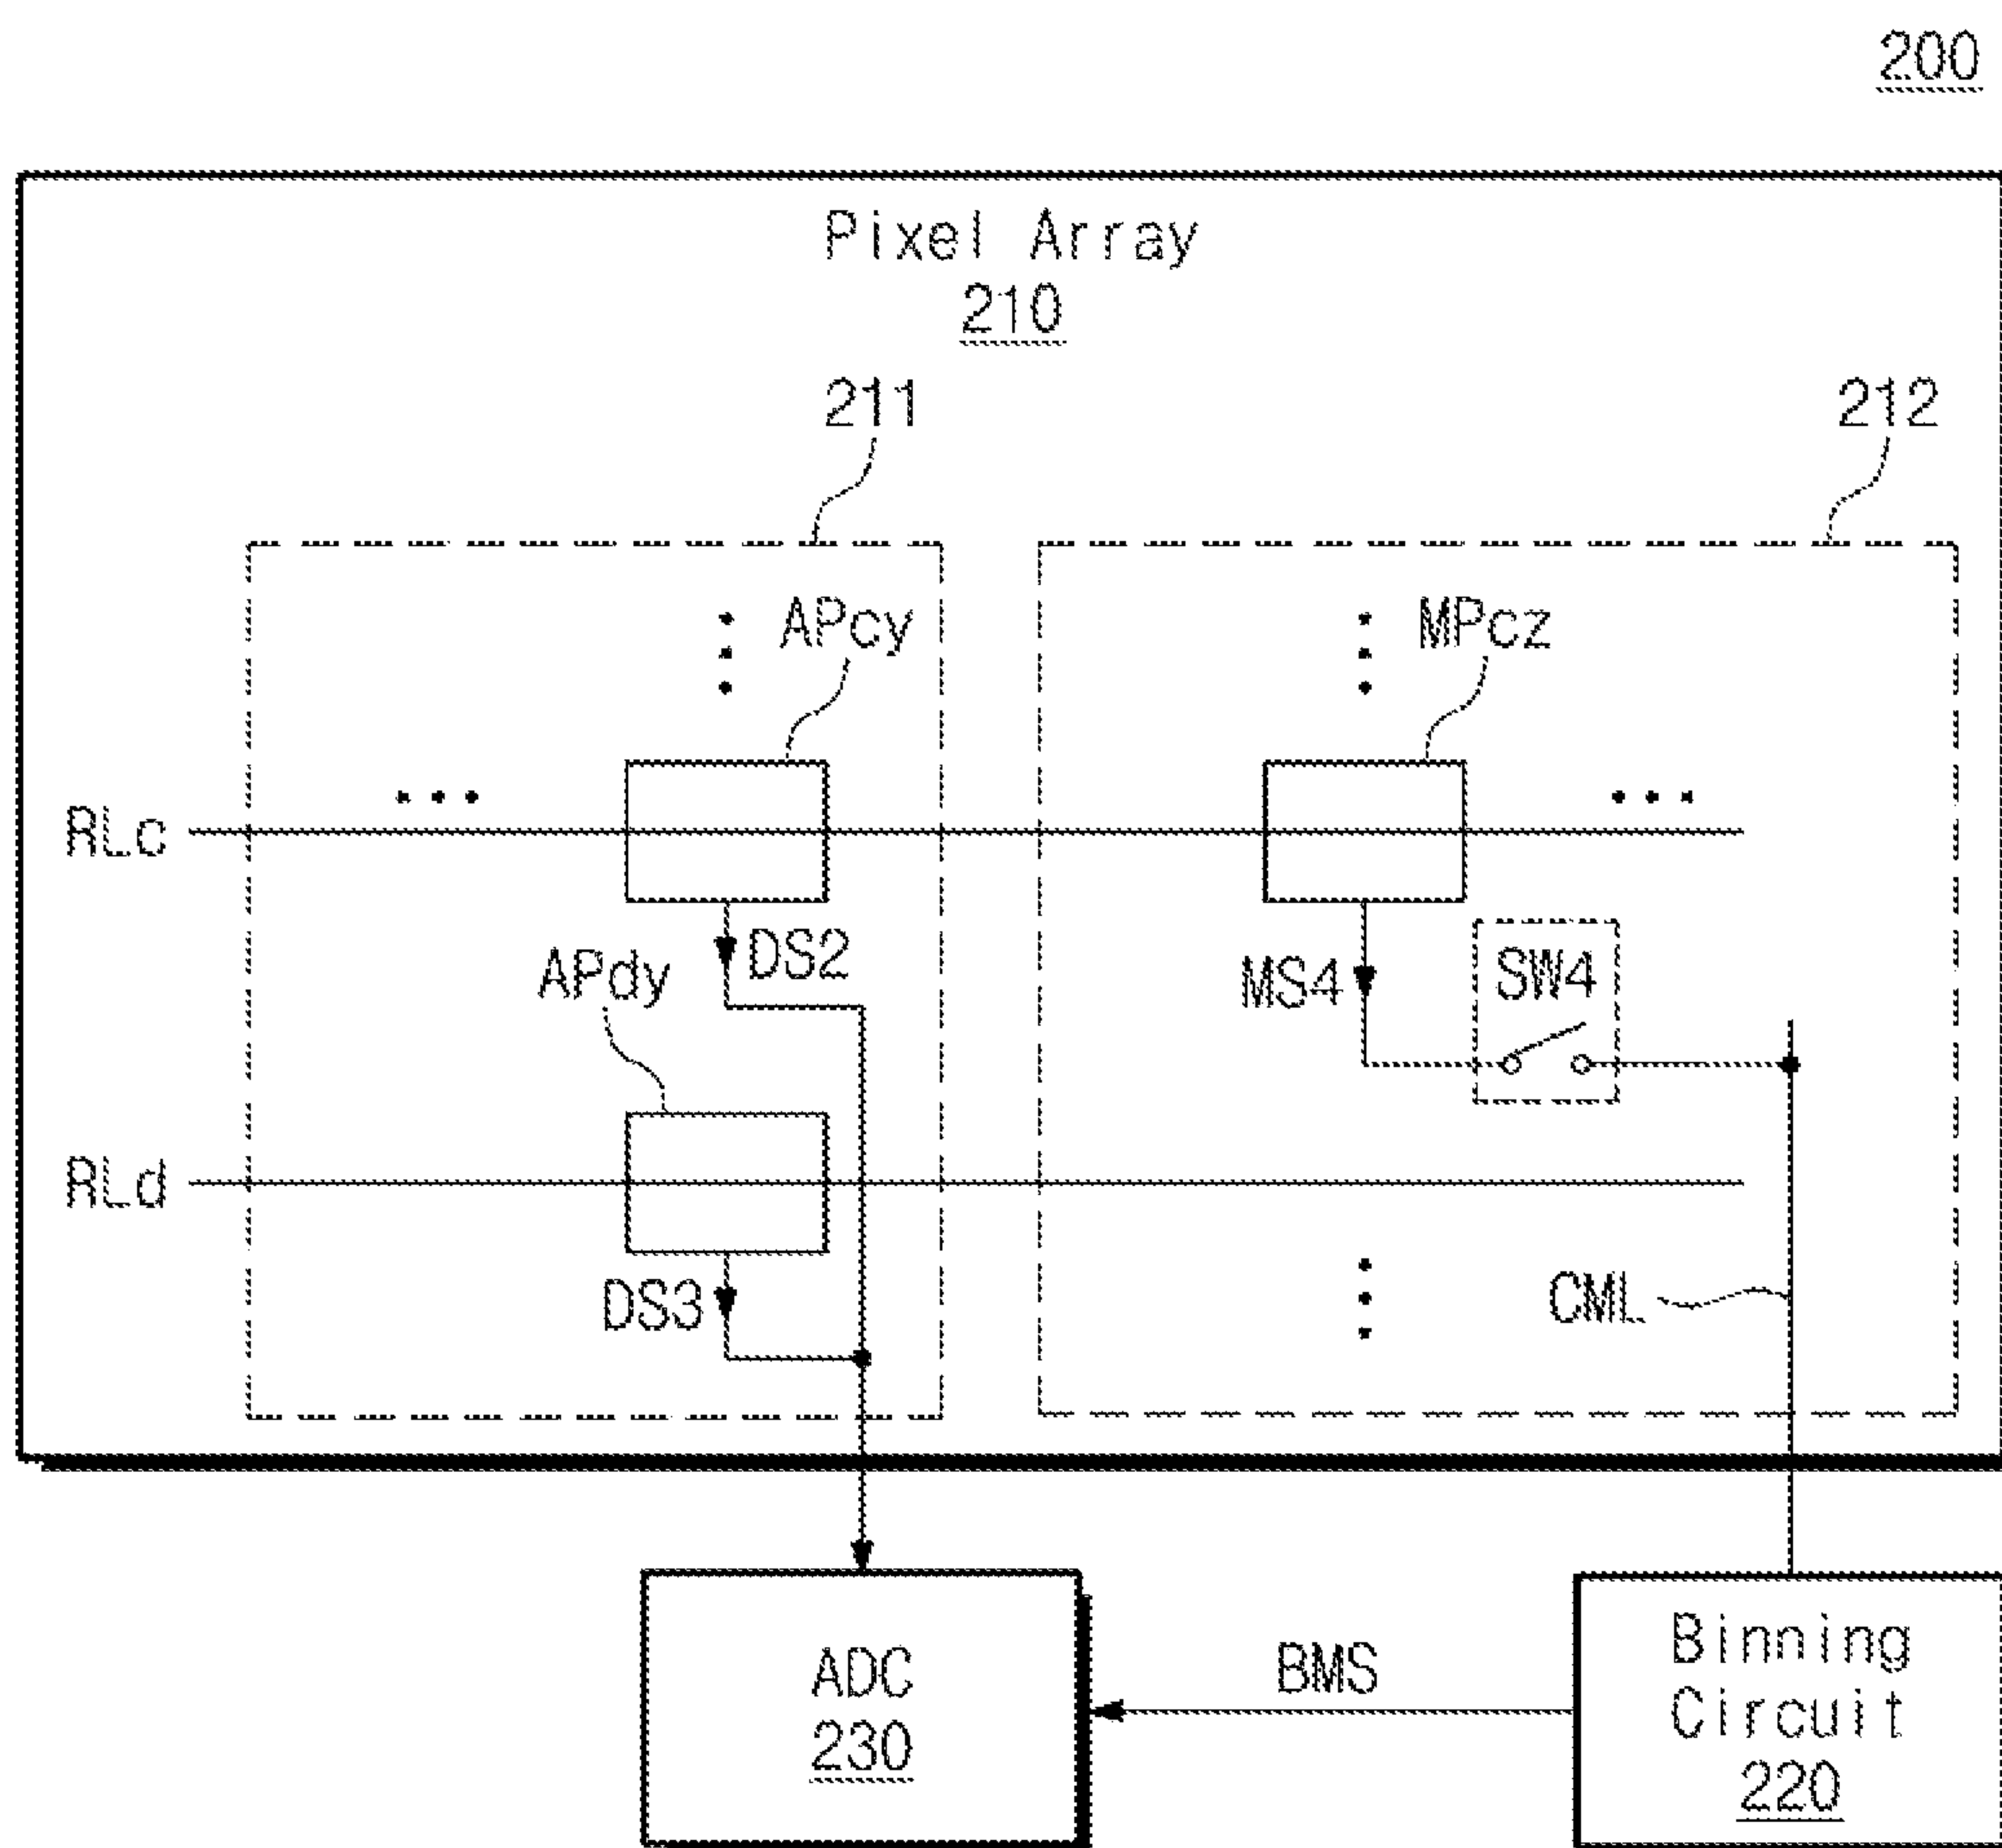 200
Pixel Array
210
211
212
APcy
MPcz
RLc
DS2
APdy
MS4
SW4
RLd
DS3
CML
ADC
230
BMS
Binning
Circuit
220